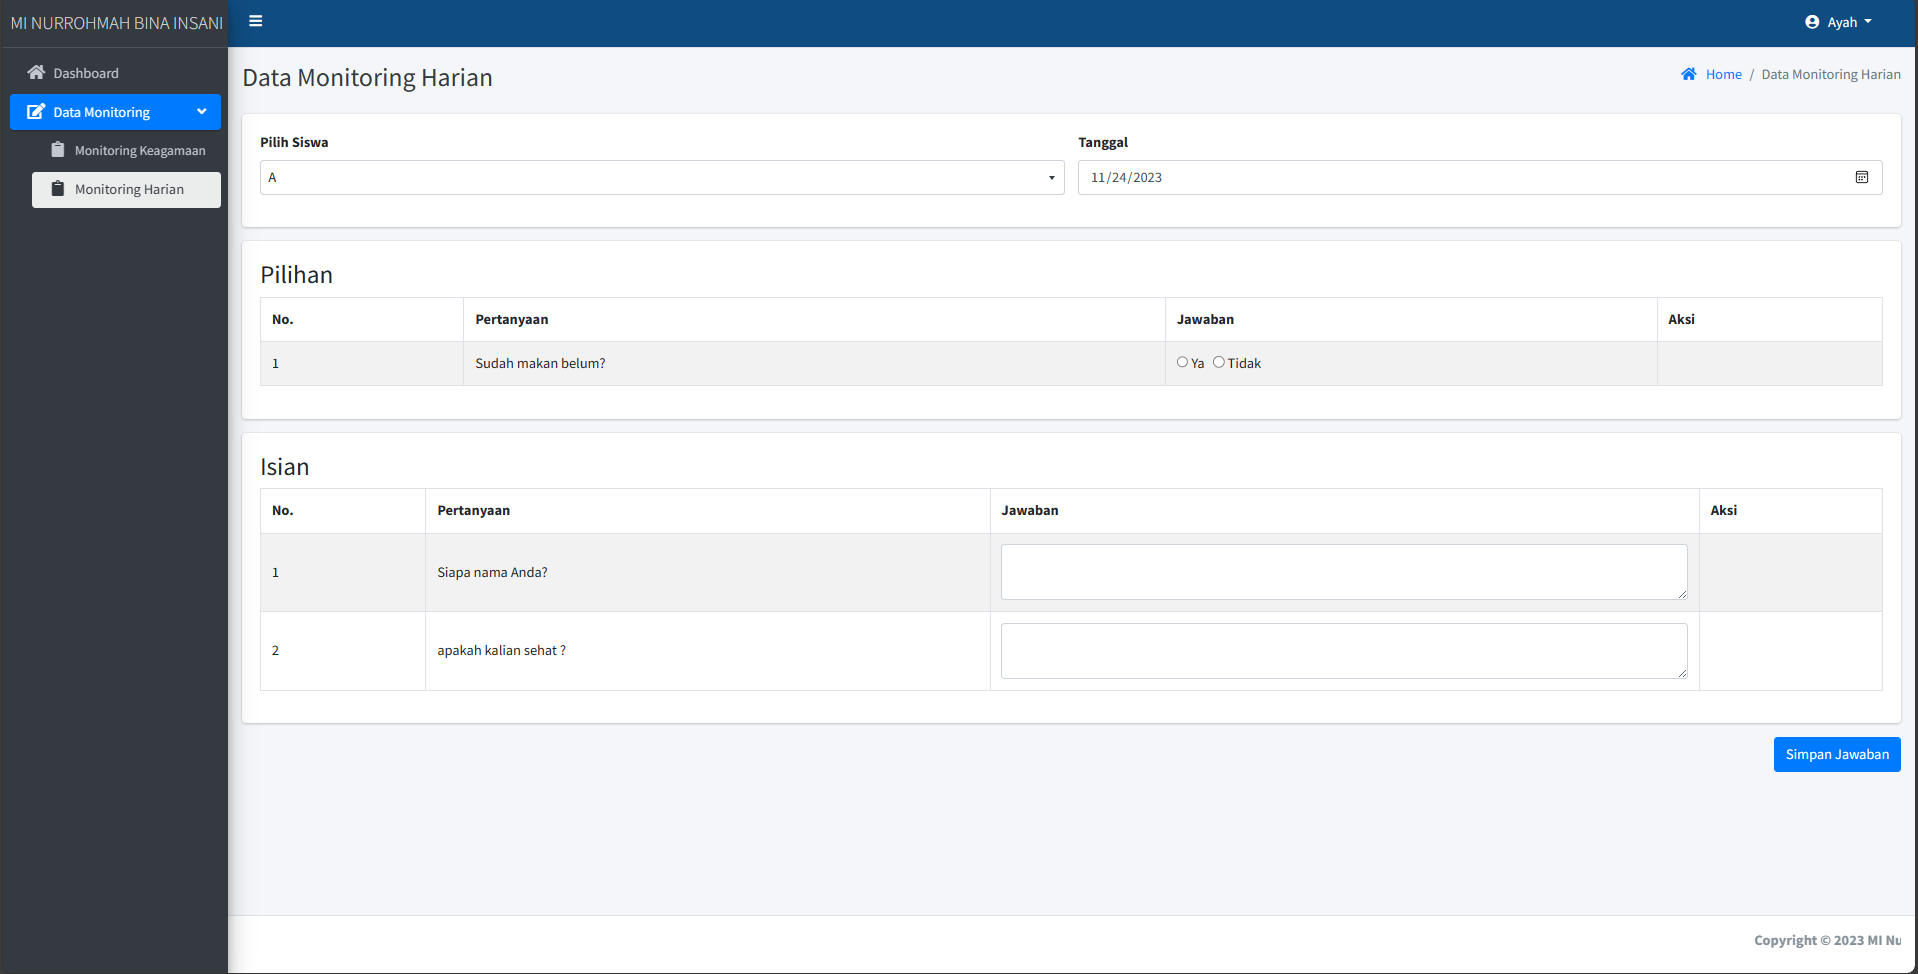 MI NURROHMAH BINA INSANI
Ayah
Dashboard
Data Monitoring
Monitoring Keagamaan
Monitoring Harian
Data Monitoring Harian
Home / Data Monitoring Harian
Pilih Siswa
Tanggal
A
11/24/2023
Pilihan
No. Pertanyaan Jawaban Aksi
1 Sudah makan belum? Ya Tidak
Isian
No. Pertanyaan Jawaban Aksi
1 Siapa nama Anda?
2 apakah kalian sehat ?
Simpan Jawaban
Copyright © 2023 MI Nu